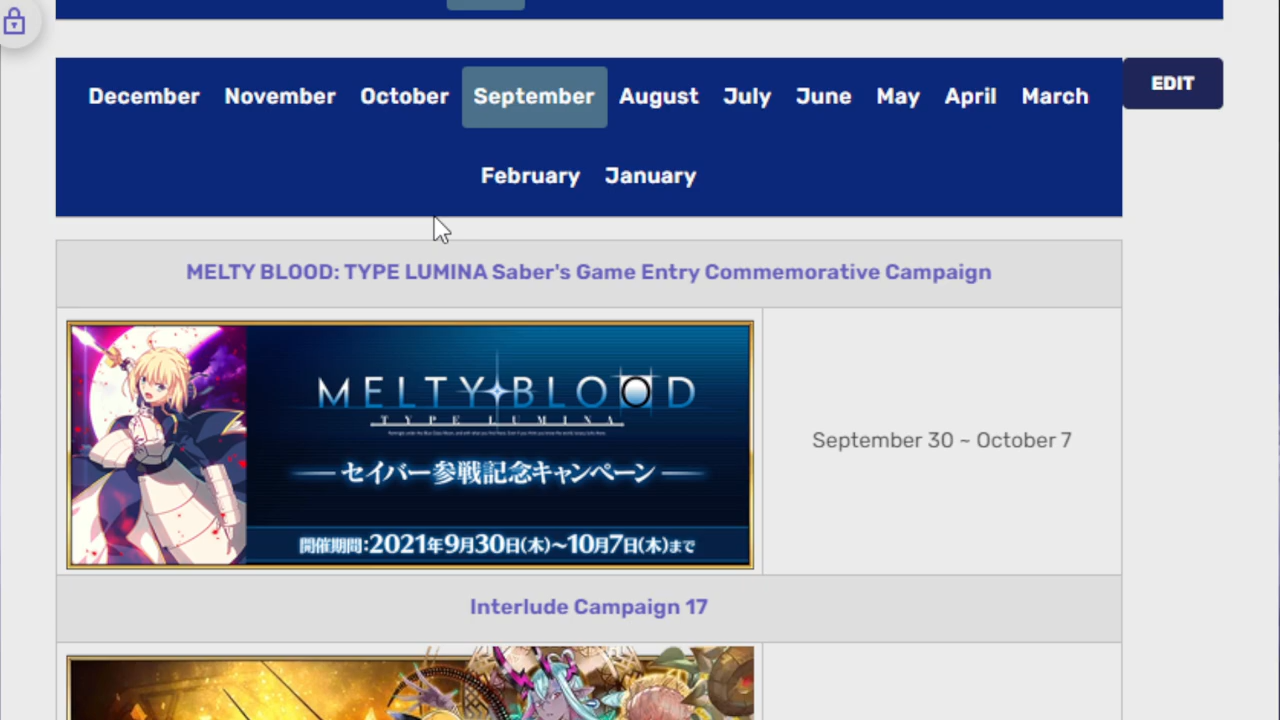 December November October September August July June May April March
EDIT
February January
MELTY BLOOD: TYPE LUMINA Saber's Game Entry Commemorative Campaign
MELTY BLOOD
TYPE LUMINA
セイバー参戦記念キャンペーン
開催期間:2021年9月30日(木)~10月7日(木)まで
September 30 ~ October 7
Interlude Campaign 17